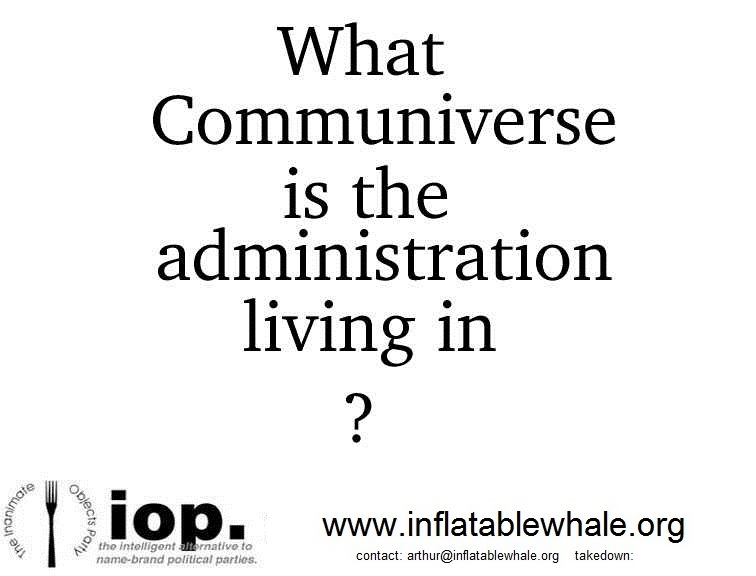 What
Communiverse
is the
administration
living in
?
The Inanimate
Objects Party
iop.
the intelligent alternative to
name-brand political parties.
www.inflatablewhale.org
contact: arthur@inflatablewhale.org takedown: